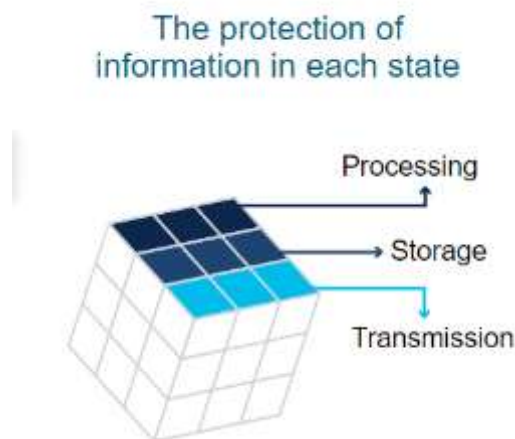 The protection of
information in each state
Processing
Storage
Transmission